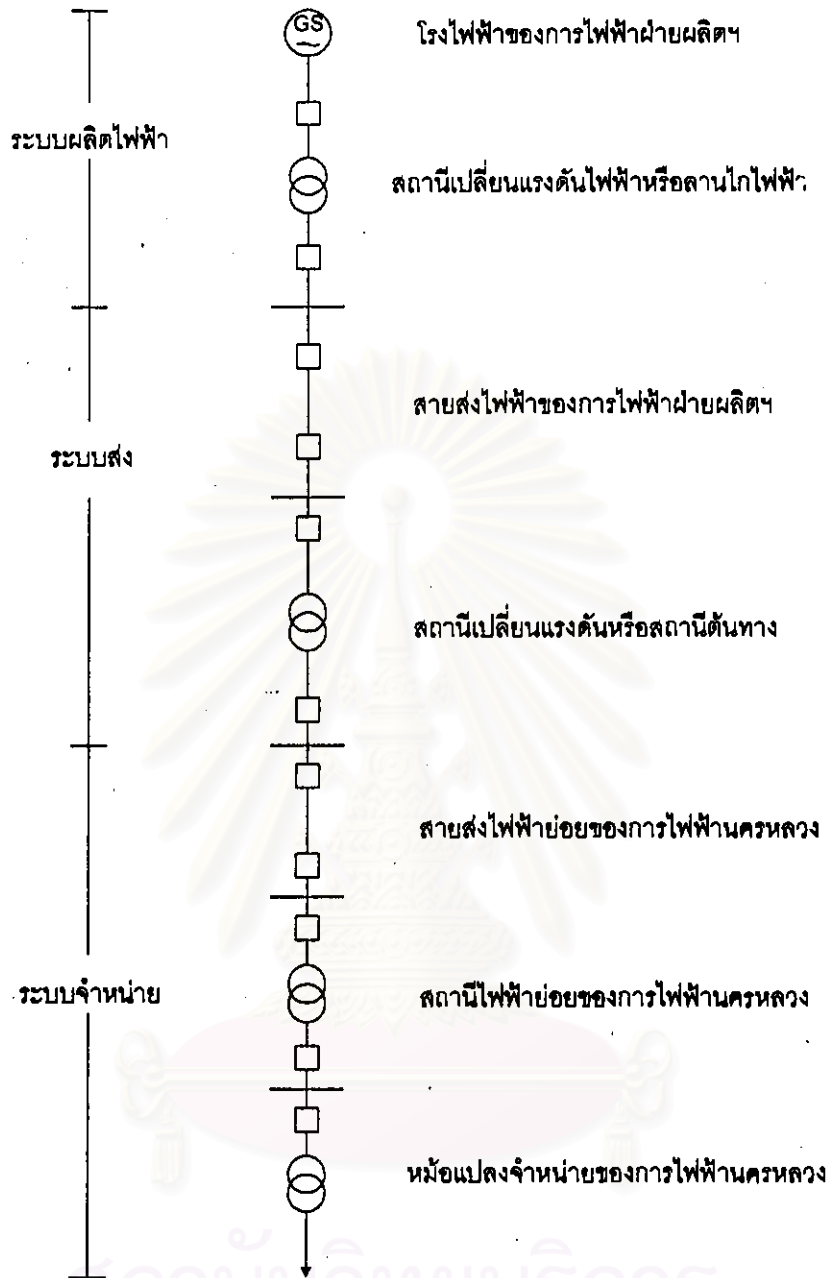 GS
โรงไฟฟ้าของการไฟฟ้าฝ่ายผลิตฯ
ระบบผลิตไฟฟ้า
สถานีเปลี่ยนแรงดันไฟฟ้าหรือลานไกไฟฟ้า
สายส่งไฟฟ้าของการไฟฟ้าฝ่ายผลิตฯ
ระบบส่ง
สถานีเปลี่ยนแรงดันหรือสถานีต้นทาง
สายส่งไฟฟ้าย่อยของการไฟฟ้านครหลวง
ระบบจำหน่าย
สถานีไฟฟ้าย่อยของการไฟฟ้านครหลวง
หม้อแปลงจำหน่ายของการไฟฟ้านครหลวง